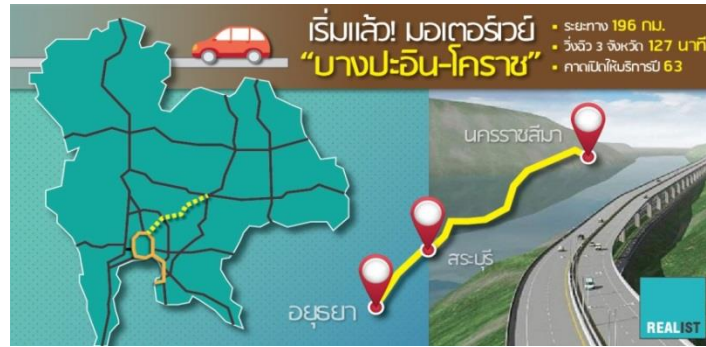 เริ่มแล้ว! มอเตอร์เวย์
“บางปะอิน-โคราช”
• ระยะทาง 196 กม.
• วิ่งฉิว 3 จังหวัด 127 นาที
• คาดเปิดให้บริการปี 63
นครราชสีมา
สระบุรี
อยุธยา
REALIST